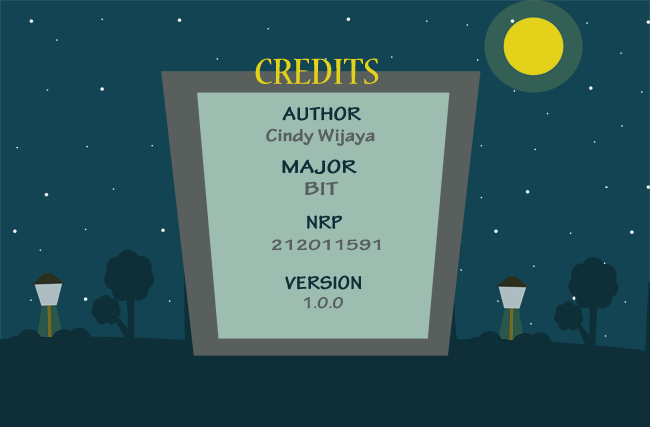 CREDITS
AUTHOR
Cindy Wijaya
MAJOR
BIT
NRP
212011591
VERSION
1.0.0